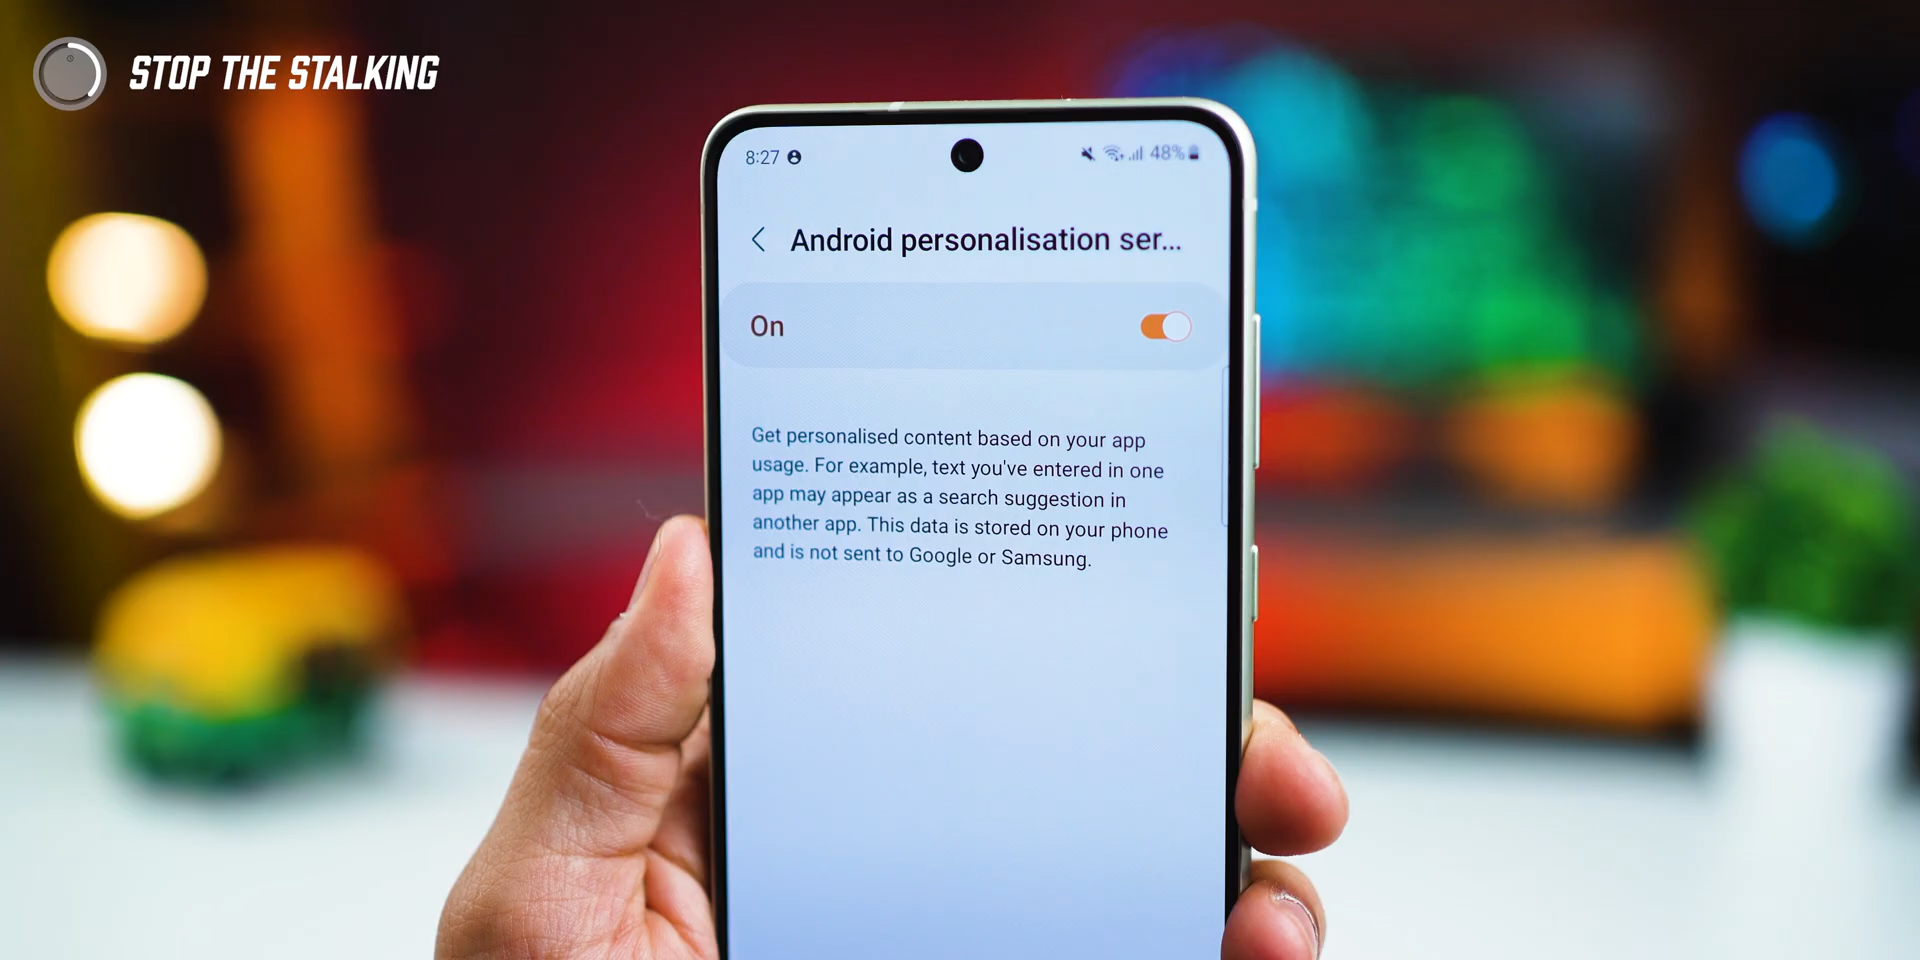 STOP THE STALKING
8:27 48%
Android personalisation ser...
On
Get personalised content based on your app
usage. For example, text you've entered in one
app may appear as a search suggestion in
another app. This data is stored on your phone
and is not sent to Google or Samsung.